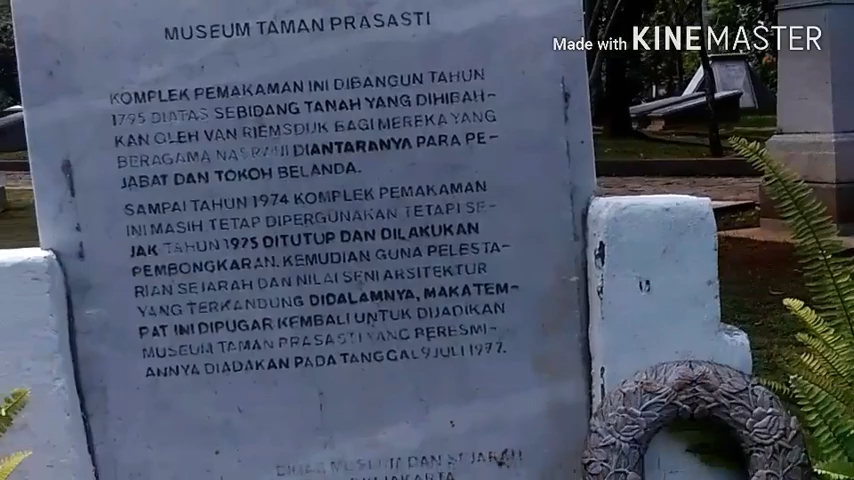 MUSEUM TAMAN PRASASTI
Made with KINEMASTER
KOMPLEK PEMAKAMAN INI DIBANGUN TAHUN
1795 DIATAS SEBIDANG TANAH YANG DIHIBAH-
KAN OLEH VAN RIEMSDIJK BAGI MEREKA YANG
BERAGAMA NASRANI DIANTARANYA PARA PE-
JABAT DAN TOKOH BELANDA.
SAMPAI TAHUN 1974 KOMPLEK PEMAKAMAN
INI MASIH TETAP DIPERGUNAKAN TETAPI SE-
JAK TAHUN 1975 DITUTUP DAN DILAKUKAN
PEMBONGKARAN. KEMUDIAN GUNA PELESTA-
RIAN SEJARAH DAN NILAI SENI ARSITEKTUR
YANG TERKANDUNG DIDALAMNYA, MAKA TEM-
PAT INI DIPUGAR KEMBALI UNTUK DIJADIKAN
MUSEUM TAMAN PRASASTI YANG PERESMI-
ANNYA DIADAKAN PADA TANGGAL 9 JULI 1977.
DINAS MUSEUM DAN SEJARAH
JAKARTA